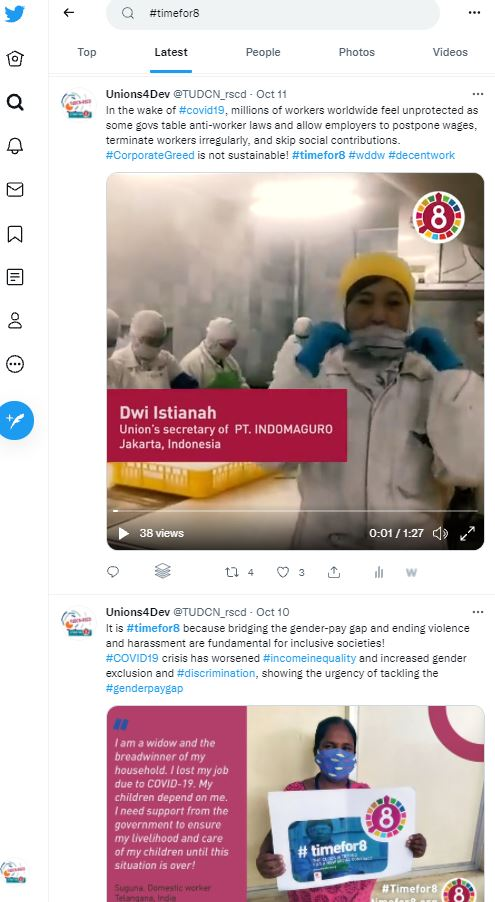 #timefor8
Top Latest People Photos Videos
Unions4Dev @TUDCN_rscd · Oct 11
In the wake of #covid19, millions of workers worldwide feel unprotected as
some govs table anti-worker laws and allow employers to postpone wages,
terminate workers irregularly, and skip social contributions.
#CorporateGreed is not sustainable! #timefor8 #wddw #decentwork
8
Dwi Istianah
Union's secretary of PT. INDOMAGURO
Jakarta, Indonesia
38 views
0:01 / 1:27
4
3
Unions4Dev @TUDCN_rscd · Oct 10
It is #timefor8 because bridging the gender-pay gap and ending violence
and harassment are fundamental for inclusive societies!
#COVID19 crisis has worsened #incomeinequality and increased gender
exclusion and #discrimination, showing the urgency of tackling the
#genderpaygap
I am a widow and the
breadwinner of my
household. I lost my job
due to COVID-19. My
children depend on me.
I need support from the
government to ensure
my livelihood and care
of my children until this
situation is over!
Suguna, Domestic worker
Telangana, India
8
# timefor8
#Timefor8
8